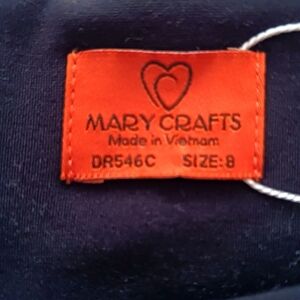 MARY CRAFTS
Made in Vietnam
DR546C SIZE:8